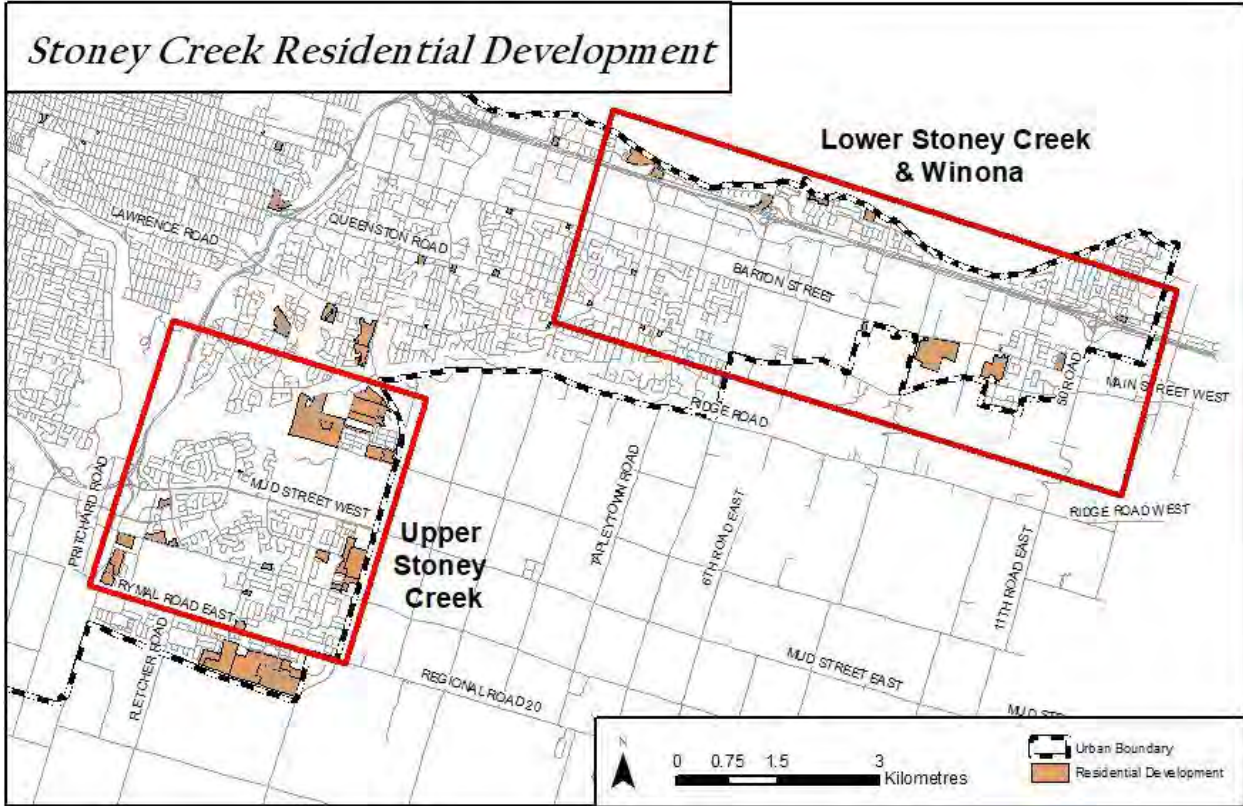 Stoney Creek Residential Development
Lower Stoney Creek
& Winona
LAWRENCE ROAD
QUEENSTON ROAD
BARTON STREET
MAIN STREET WEST
50 ROAD
RIDGE ROAD
RIDGE ROAD WEST
MUD STREET WEST
PRITCHARD ROAD
Upper
Stoney
Creek
TAPLEYTOWN ROAD
6TH ROAD EAST
11TH ROAD EAST
RYMAL ROAD EAST
FLETCHER ROAD
REGIONAL ROAD 20
MUD STREET EAST
MUD STR
N
0 0.75 1.5 3
Kilometres
Urban Boundary
Residential Development